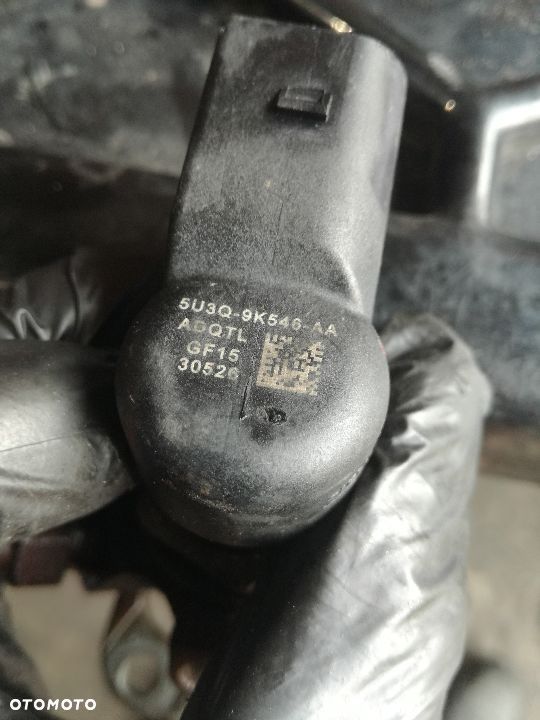 5U3Q-9K546-AA
ADQTL
GF15
30526
OTOMOTO